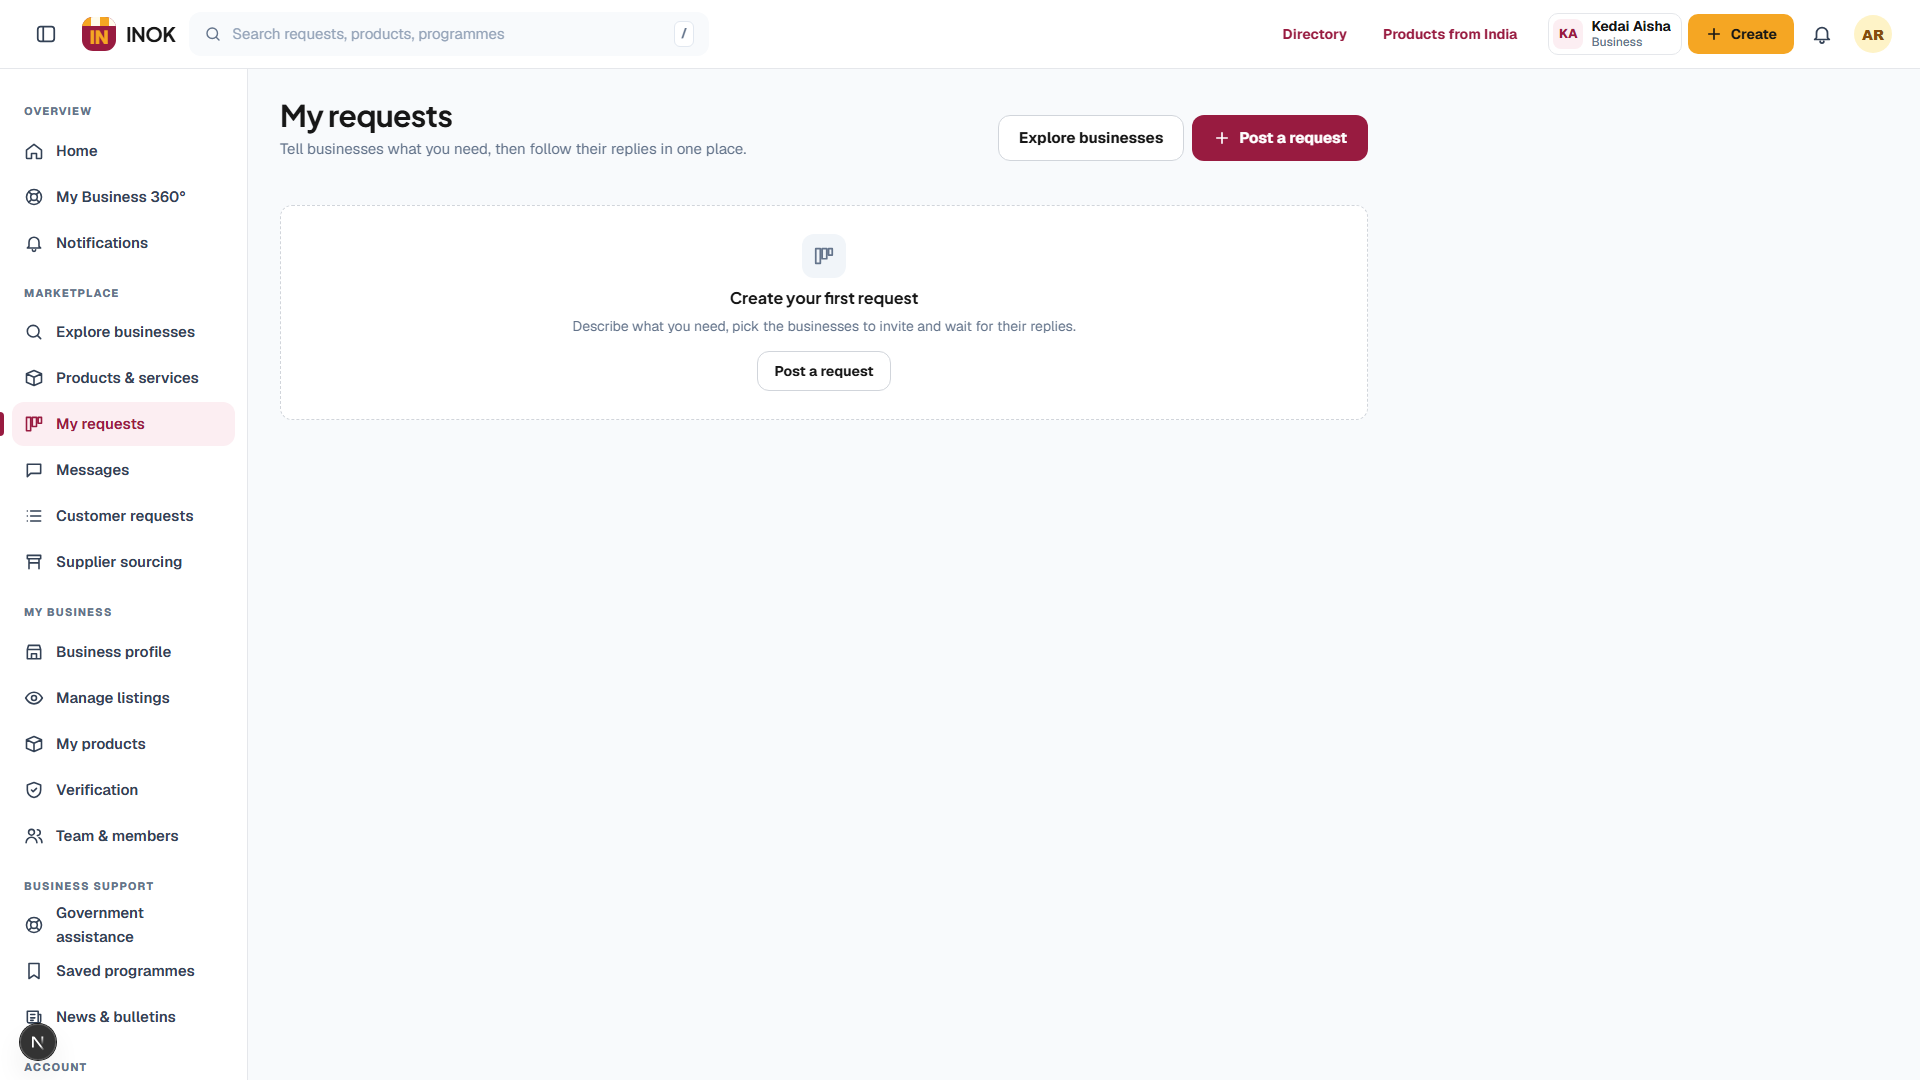 IN INOK
Search requests, products, programmes
/
Directory
Products from India
KA
Kedai Aisha
Business
+ Create
AR
OVERVIEW
Home
My Business 360°
Notifications
MARKETPLACE
Explore businesses
Products & services
My requests
Messages
Customer requests
Supplier sourcing
MY BUSINESS
Business profile
Manage listings
My products
Verification
Team & members
BUSINESS SUPPORT
Government
assistance
Saved programmes
News & bulletins
N
ACCOUNT
My requests
Tell businesses what you need, then follow their replies in one place.
Explore businesses
+ Post a request
Create your first request
Describe what you need, pick the businesses to invite and wait for their replies.
Post a request